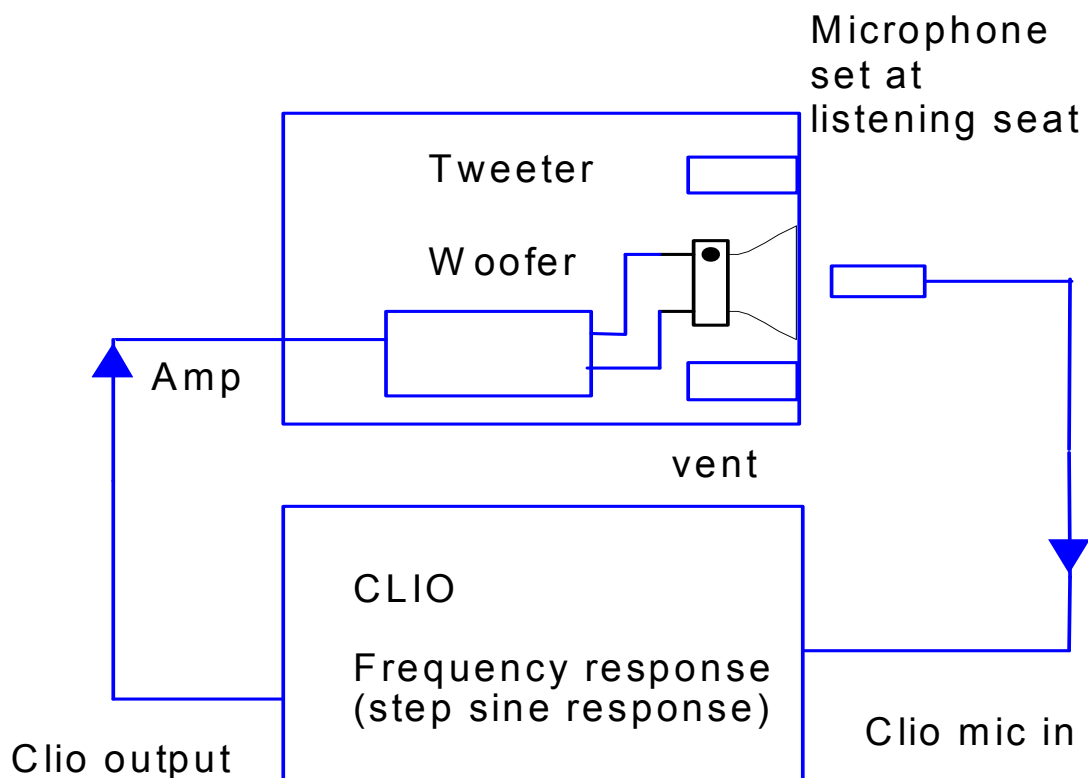 Microphone
set at
listening seat
Tweeter
Woofer
Amp
vent
CLIO
Frequency response
(step sine response)
Clio mic in
Clio output